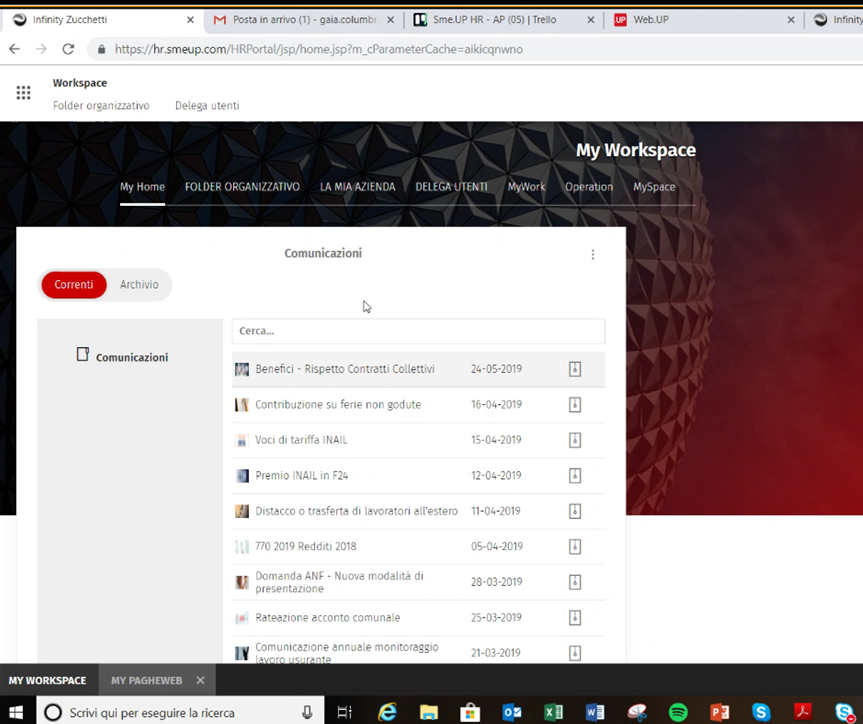 Infinity Zucchetti
Posta in arrivo (1) - gaia.columbr
Sme.UP HR - AP (05) | Trello
UP Web.UP
Infinity
https://hr.smeup.com/HRPortal/jsp/home.jsp?m_cParameterCache=aikicqnwno
Workspace
Folder organizzativo Delega utenti
My Workspace
My Home FOLDER ORGANIZZATIVO LA MIA AZIENDA DELEGA UTENTI MyWork Operation MySpace
Comunicazioni
Correnti Archivio
Cerca...
Comunicazioni
Benefici - Rispetto Contratti Collettivi 24-05-2019
Contribuzione su ferie non godute 16-04-2019
Voci di tariffa INAIL 15-04-2019
Premio INAIL in F24 12-04-2019
Distacco o trasferta di lavoratori all'estero 11-04-2019
770 2019 Redditi 2018 05-04-2019
Domanda ANF - Nuova modalità di
presentazione 28-03-2019
Rateazione acconto comunale 25-03-2019
Comunicazione annuale monitoraggio
lavoro usurante 21-03-2019
MY WORKSPACE MY PAGHEWEB
Scrivi qui per eseguire la ricerca